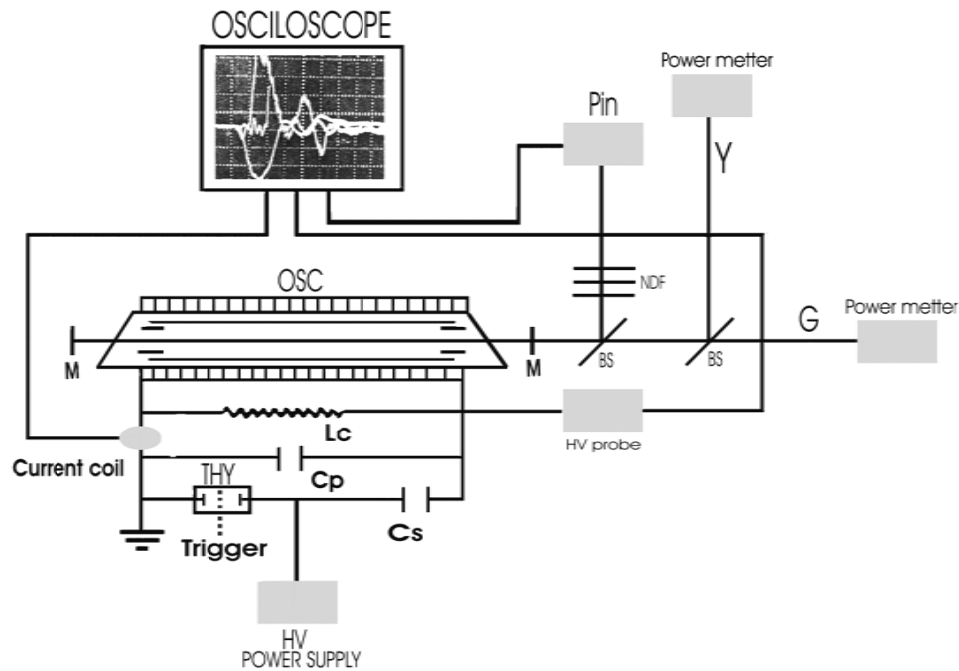 OSCILOSCOPE
Power metter
Pin
Y
NDF
OSC
Power metter
G
M
M
BS
BS
Lc
HV probe
Current coil
THY
Cp
Cs
Trigger
HV
POWER SUPPLY